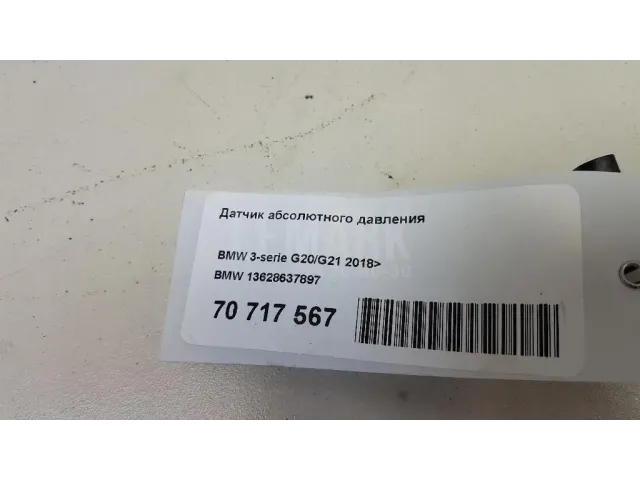 Датчик абсолютного давления
BMW 3-serie G20/G21 2018>
BMW 13628637897
70 717 567